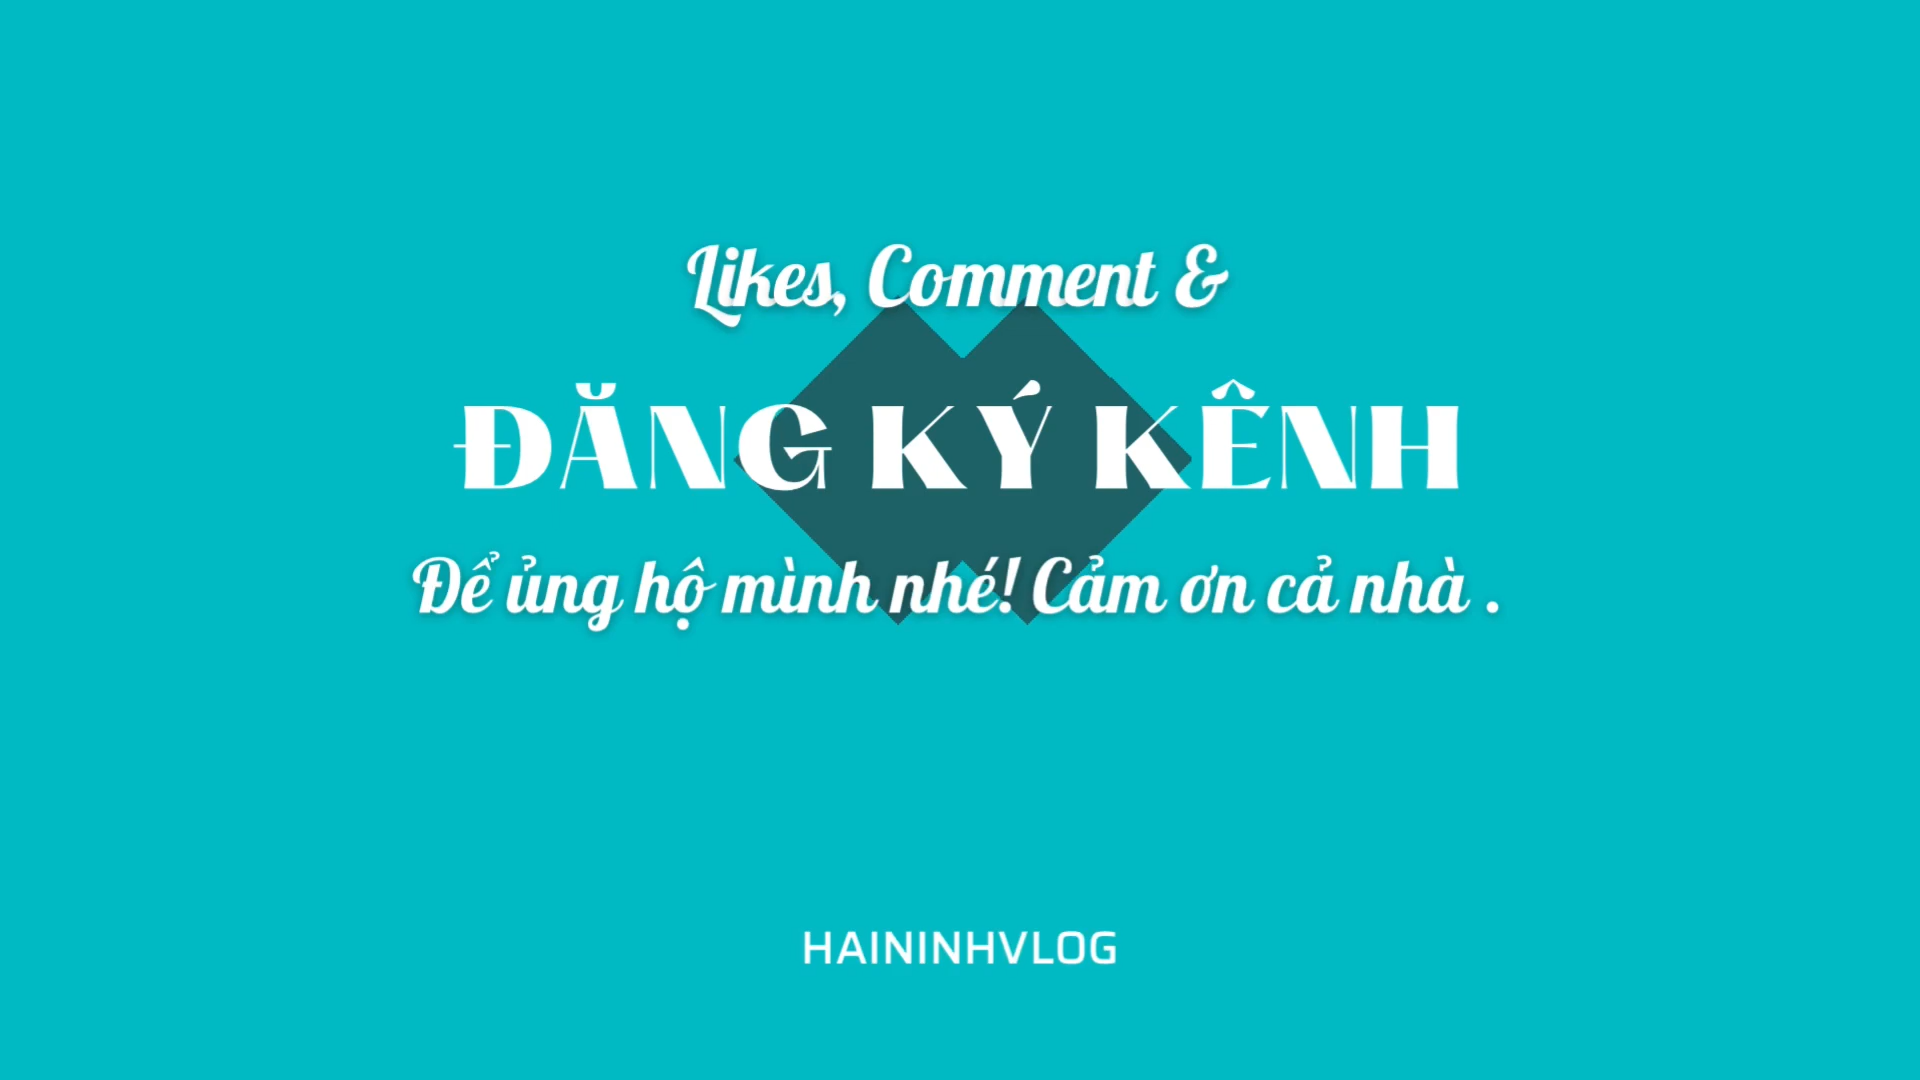 Likes, Comment &
ĐĂNG KÝ KÊNH
Để ủng hộ mình nhé! Cảm ơn cả nhà .
HAININHVLOG